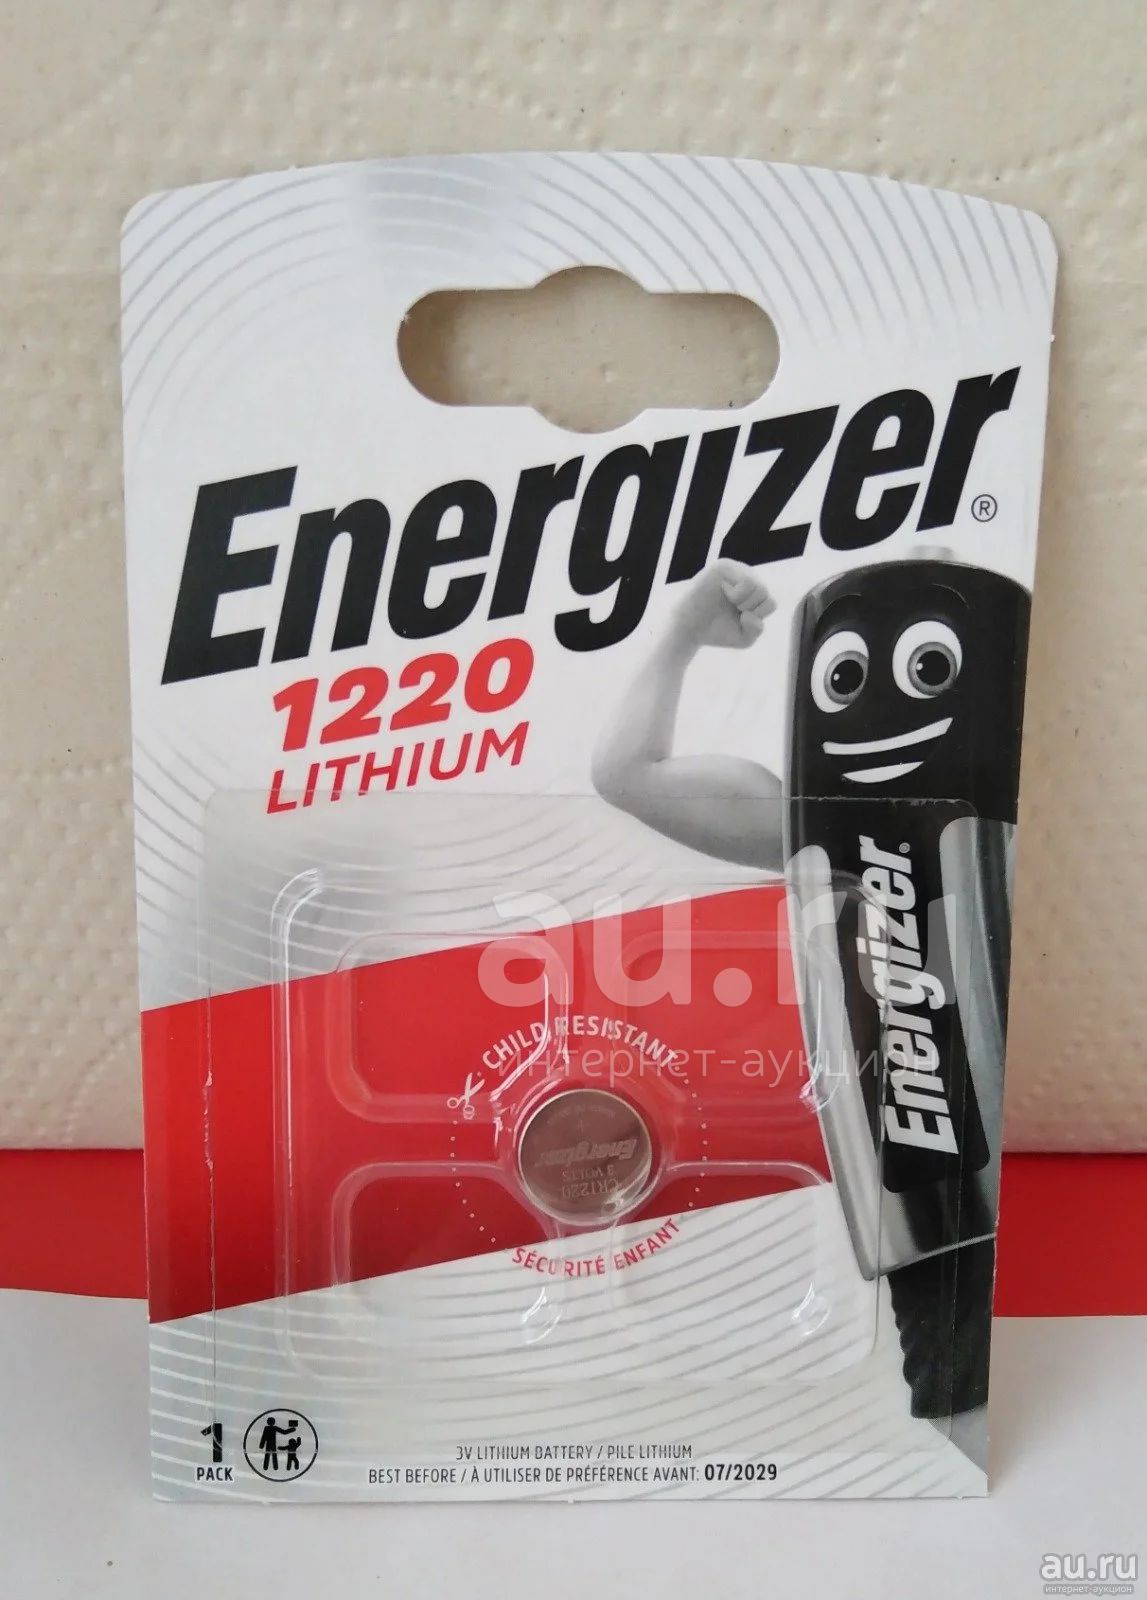 Energizer®
1220
LITHIUM
Energizer®
au.ru
интернет-аукцион
CHILD RESISTANT
+
Energizer
3 VOLTS
CR1220
SÉCURITÉ ENFANT
1
PACK
3V LITHIUM BATTERY / PILE LITHIUM
BEST BEFORE / À UTILISER DE PRÉFÉRENCE AVANT: 07/2029
au.ru
интернет-аукцион